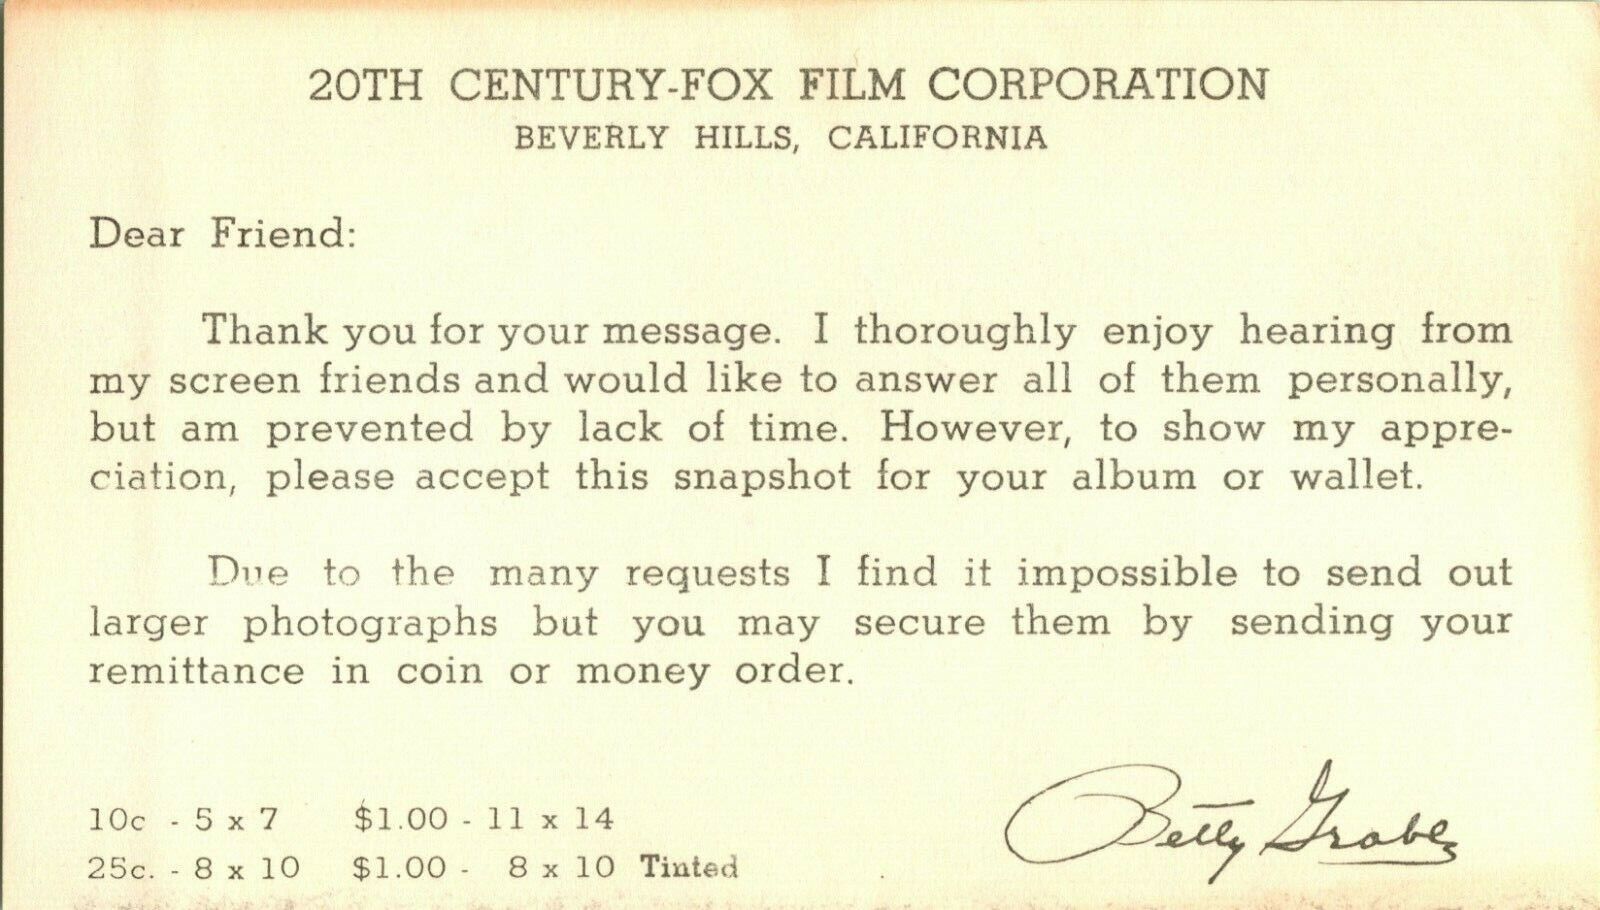 20TH CENTURY-FOX FILM CORPORATION
BEVERLY HILLS, CALIFORNIA
Dear Friend:
Thank you for your message. I thoroughly enjoy hearing from
my screen friends and would like to answer all of them personally,
but am prevented by lack of time. However, to show my appre-
ciation, please accept this snapshot for your album or wallet.
Due to the many requests I find it impossible to send out
larger photographs but you may secure them by sending your
remittance in coin or money order.
10c - 5 x 7 $1.00 - 11 x 14
25c. - 8 x 10 $1.00 - 8 x 10 Tinted
Betty Grable